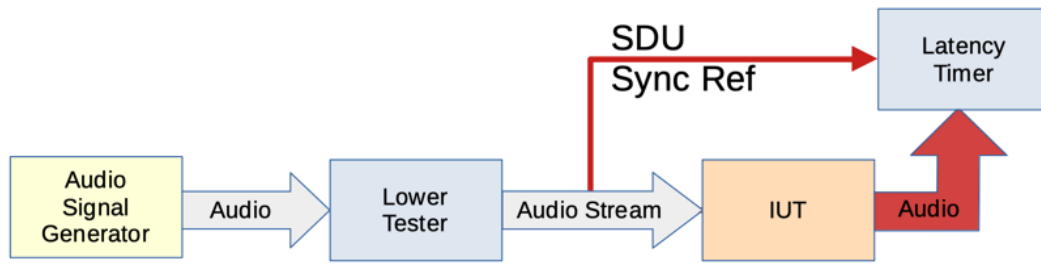 SDU
Sync Ref
Latency
Timer
Audio
Signal
Generator
Audio
Lower
Tester
Audio Stream
IUT
Audio